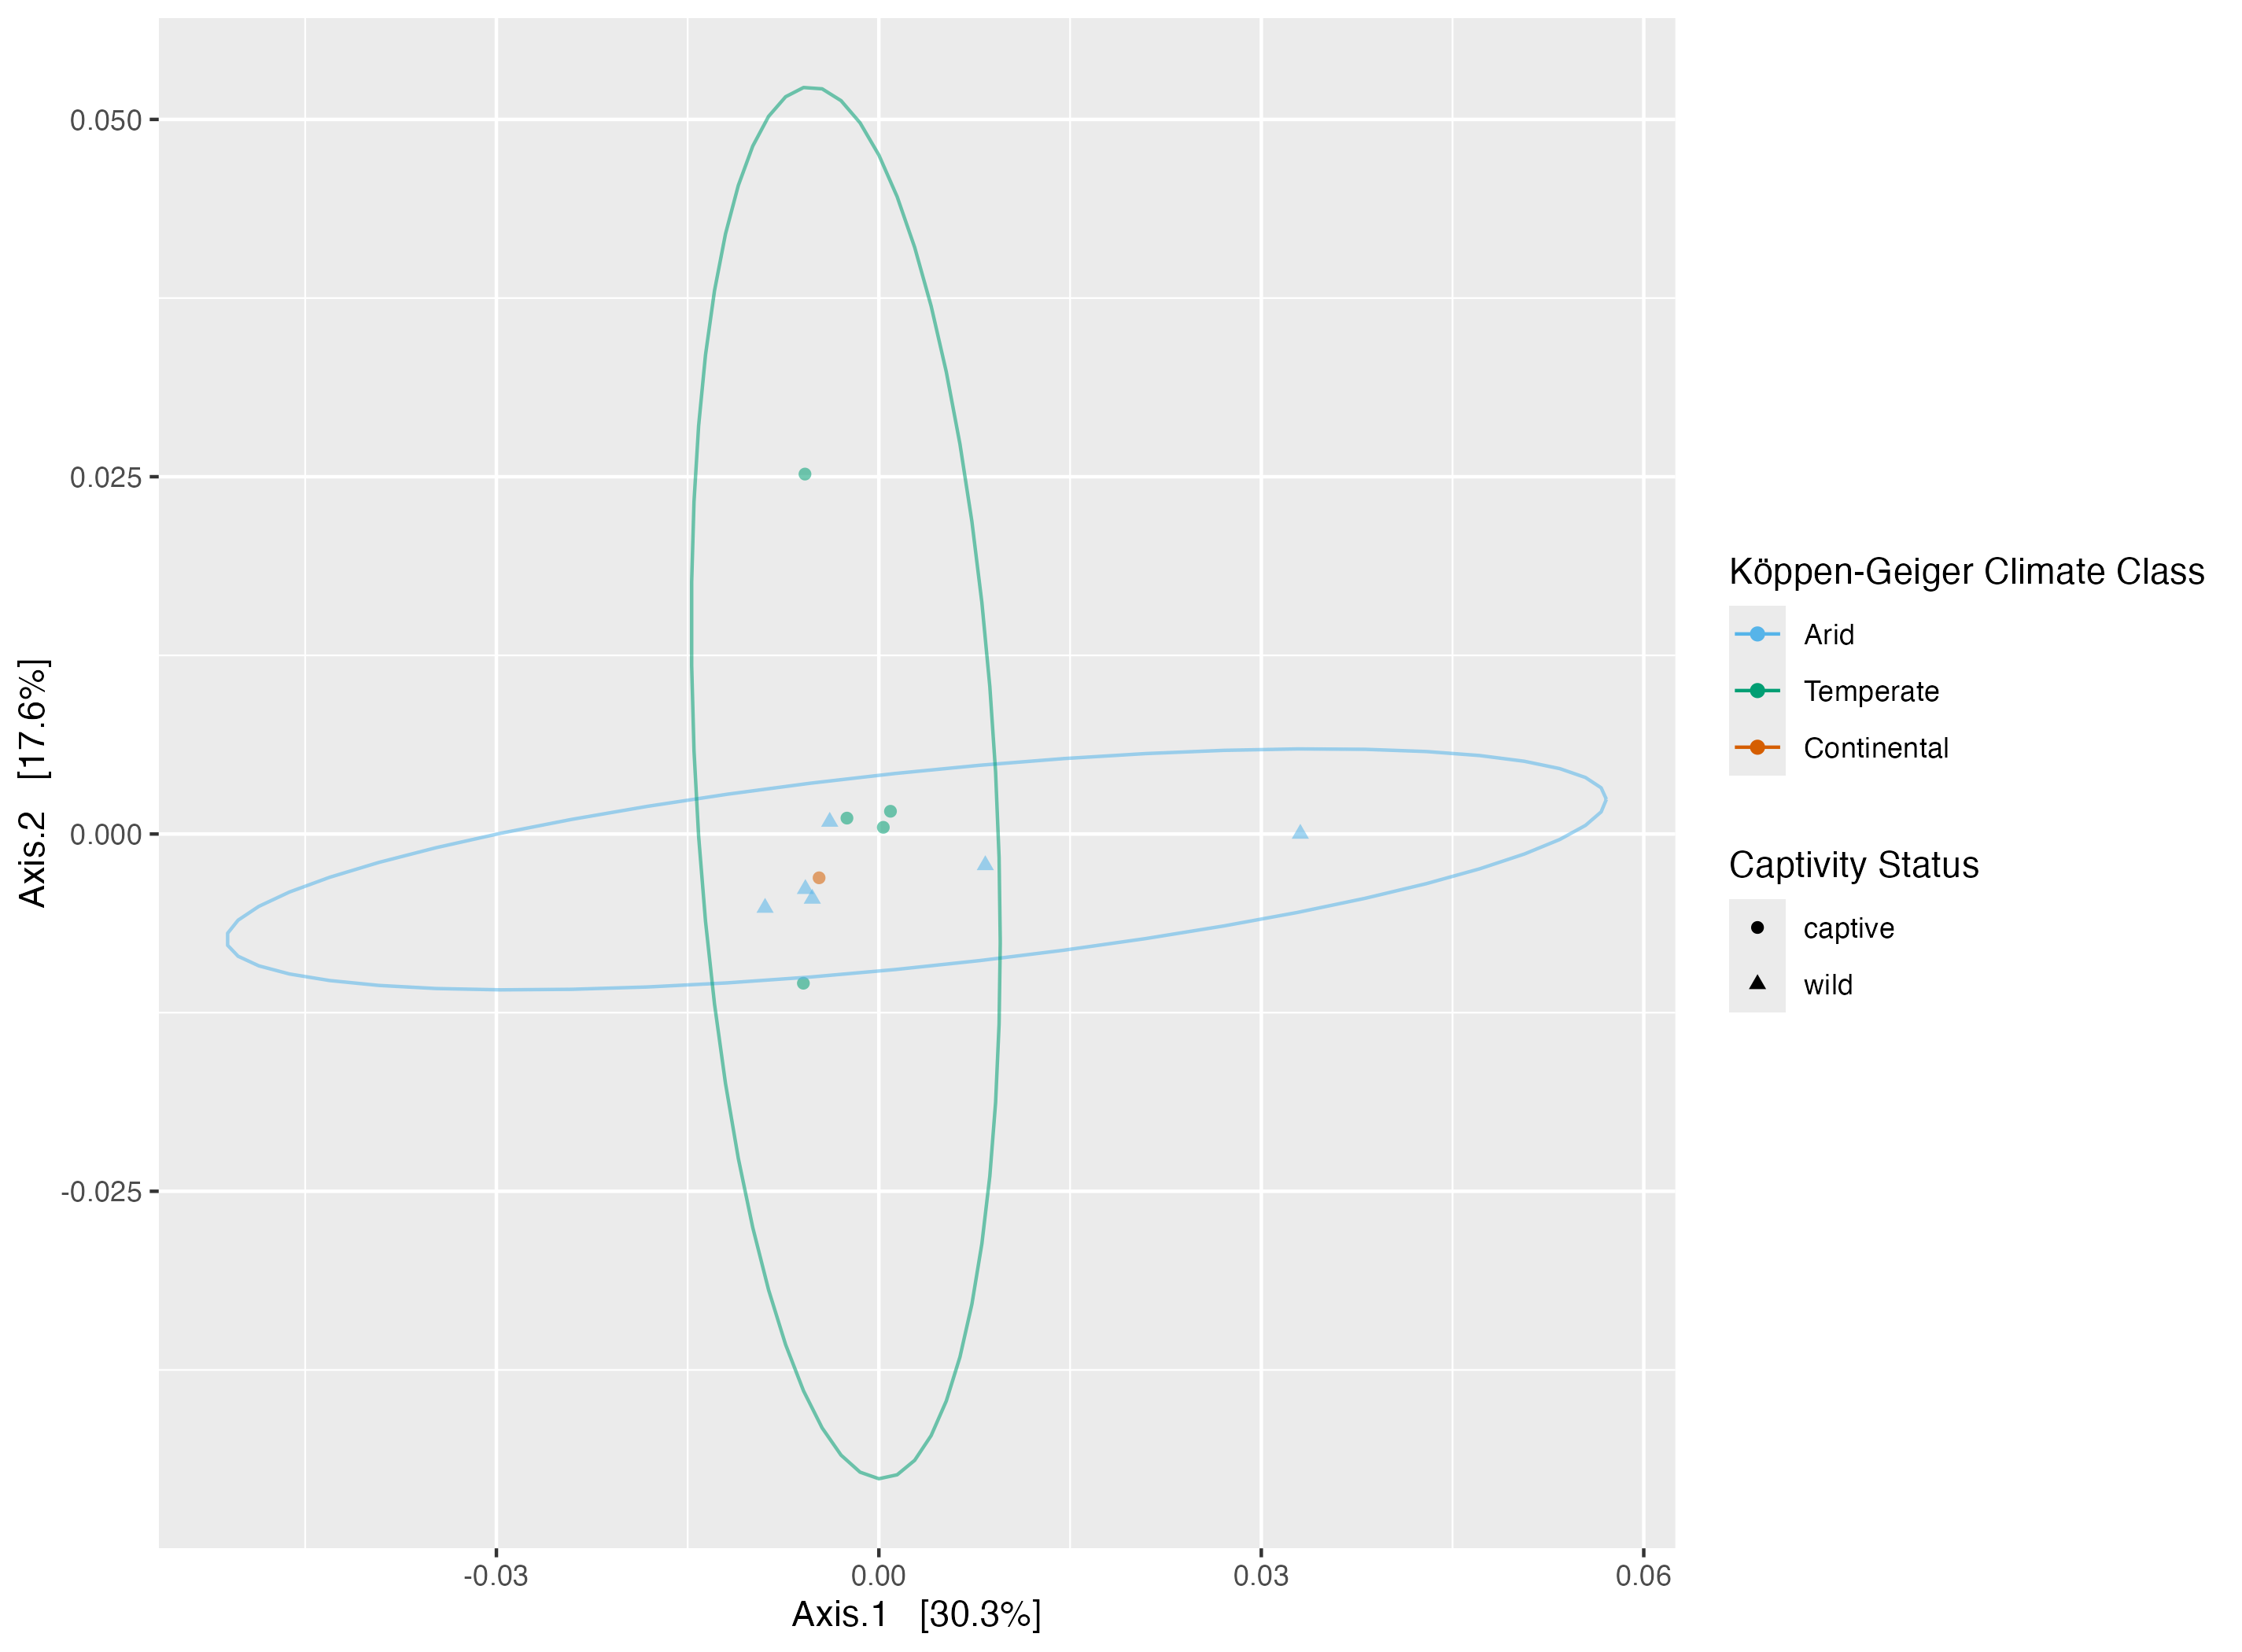 0.050
0.025
0.000
-0.025
Axis.2 [17.6%]
-0.03
0.00
0.03
0.06
Axis.1 [30.3%]
Köppen-Geiger Climate Class
Arid
Temperate
Continental
Captivity Status
captive
wild